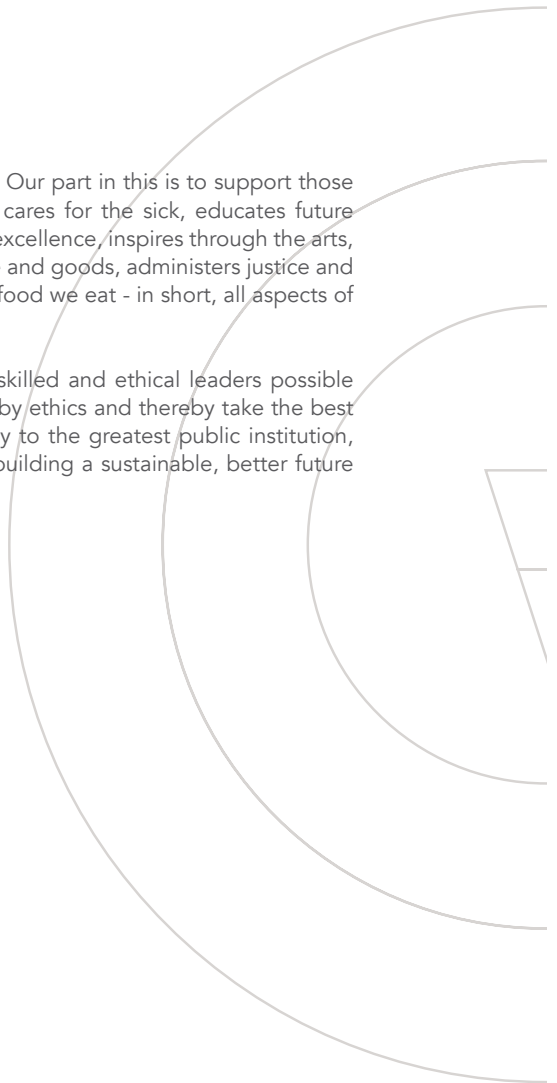 Our part in this is to support those
cares for the sick, educates future
excellence, inspires through the arts,
and goods, administers justice and
food we eat - in short, all aspects of
skilled and ethical leaders possible
by ethics and thereby take the best
y to the greatest public institution,
building a sustainable, better future